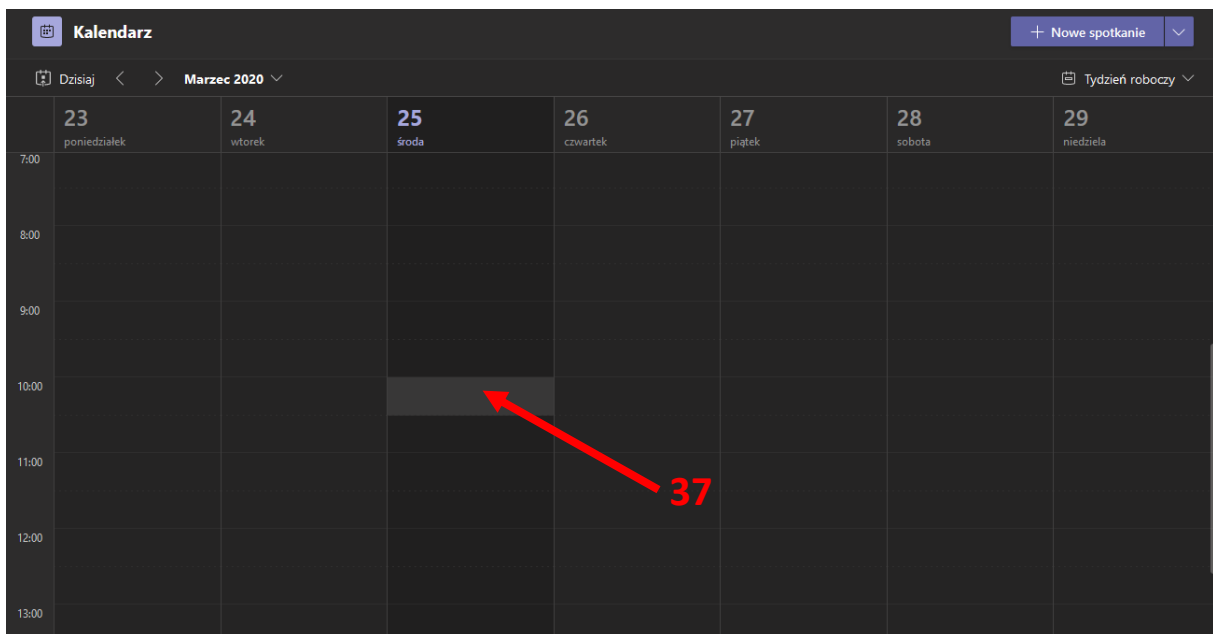 Kalendarz
+ Nowe spotkanie
Dzisiaj < > Marzec 2020
Tydzień roboczy
23 24 25 26 27 28 29
poniedziałek wtorek środa czwartek piątek sobota niedziela
7:00
8:00
9:00
10:00
11:00
37
12:00
13:00